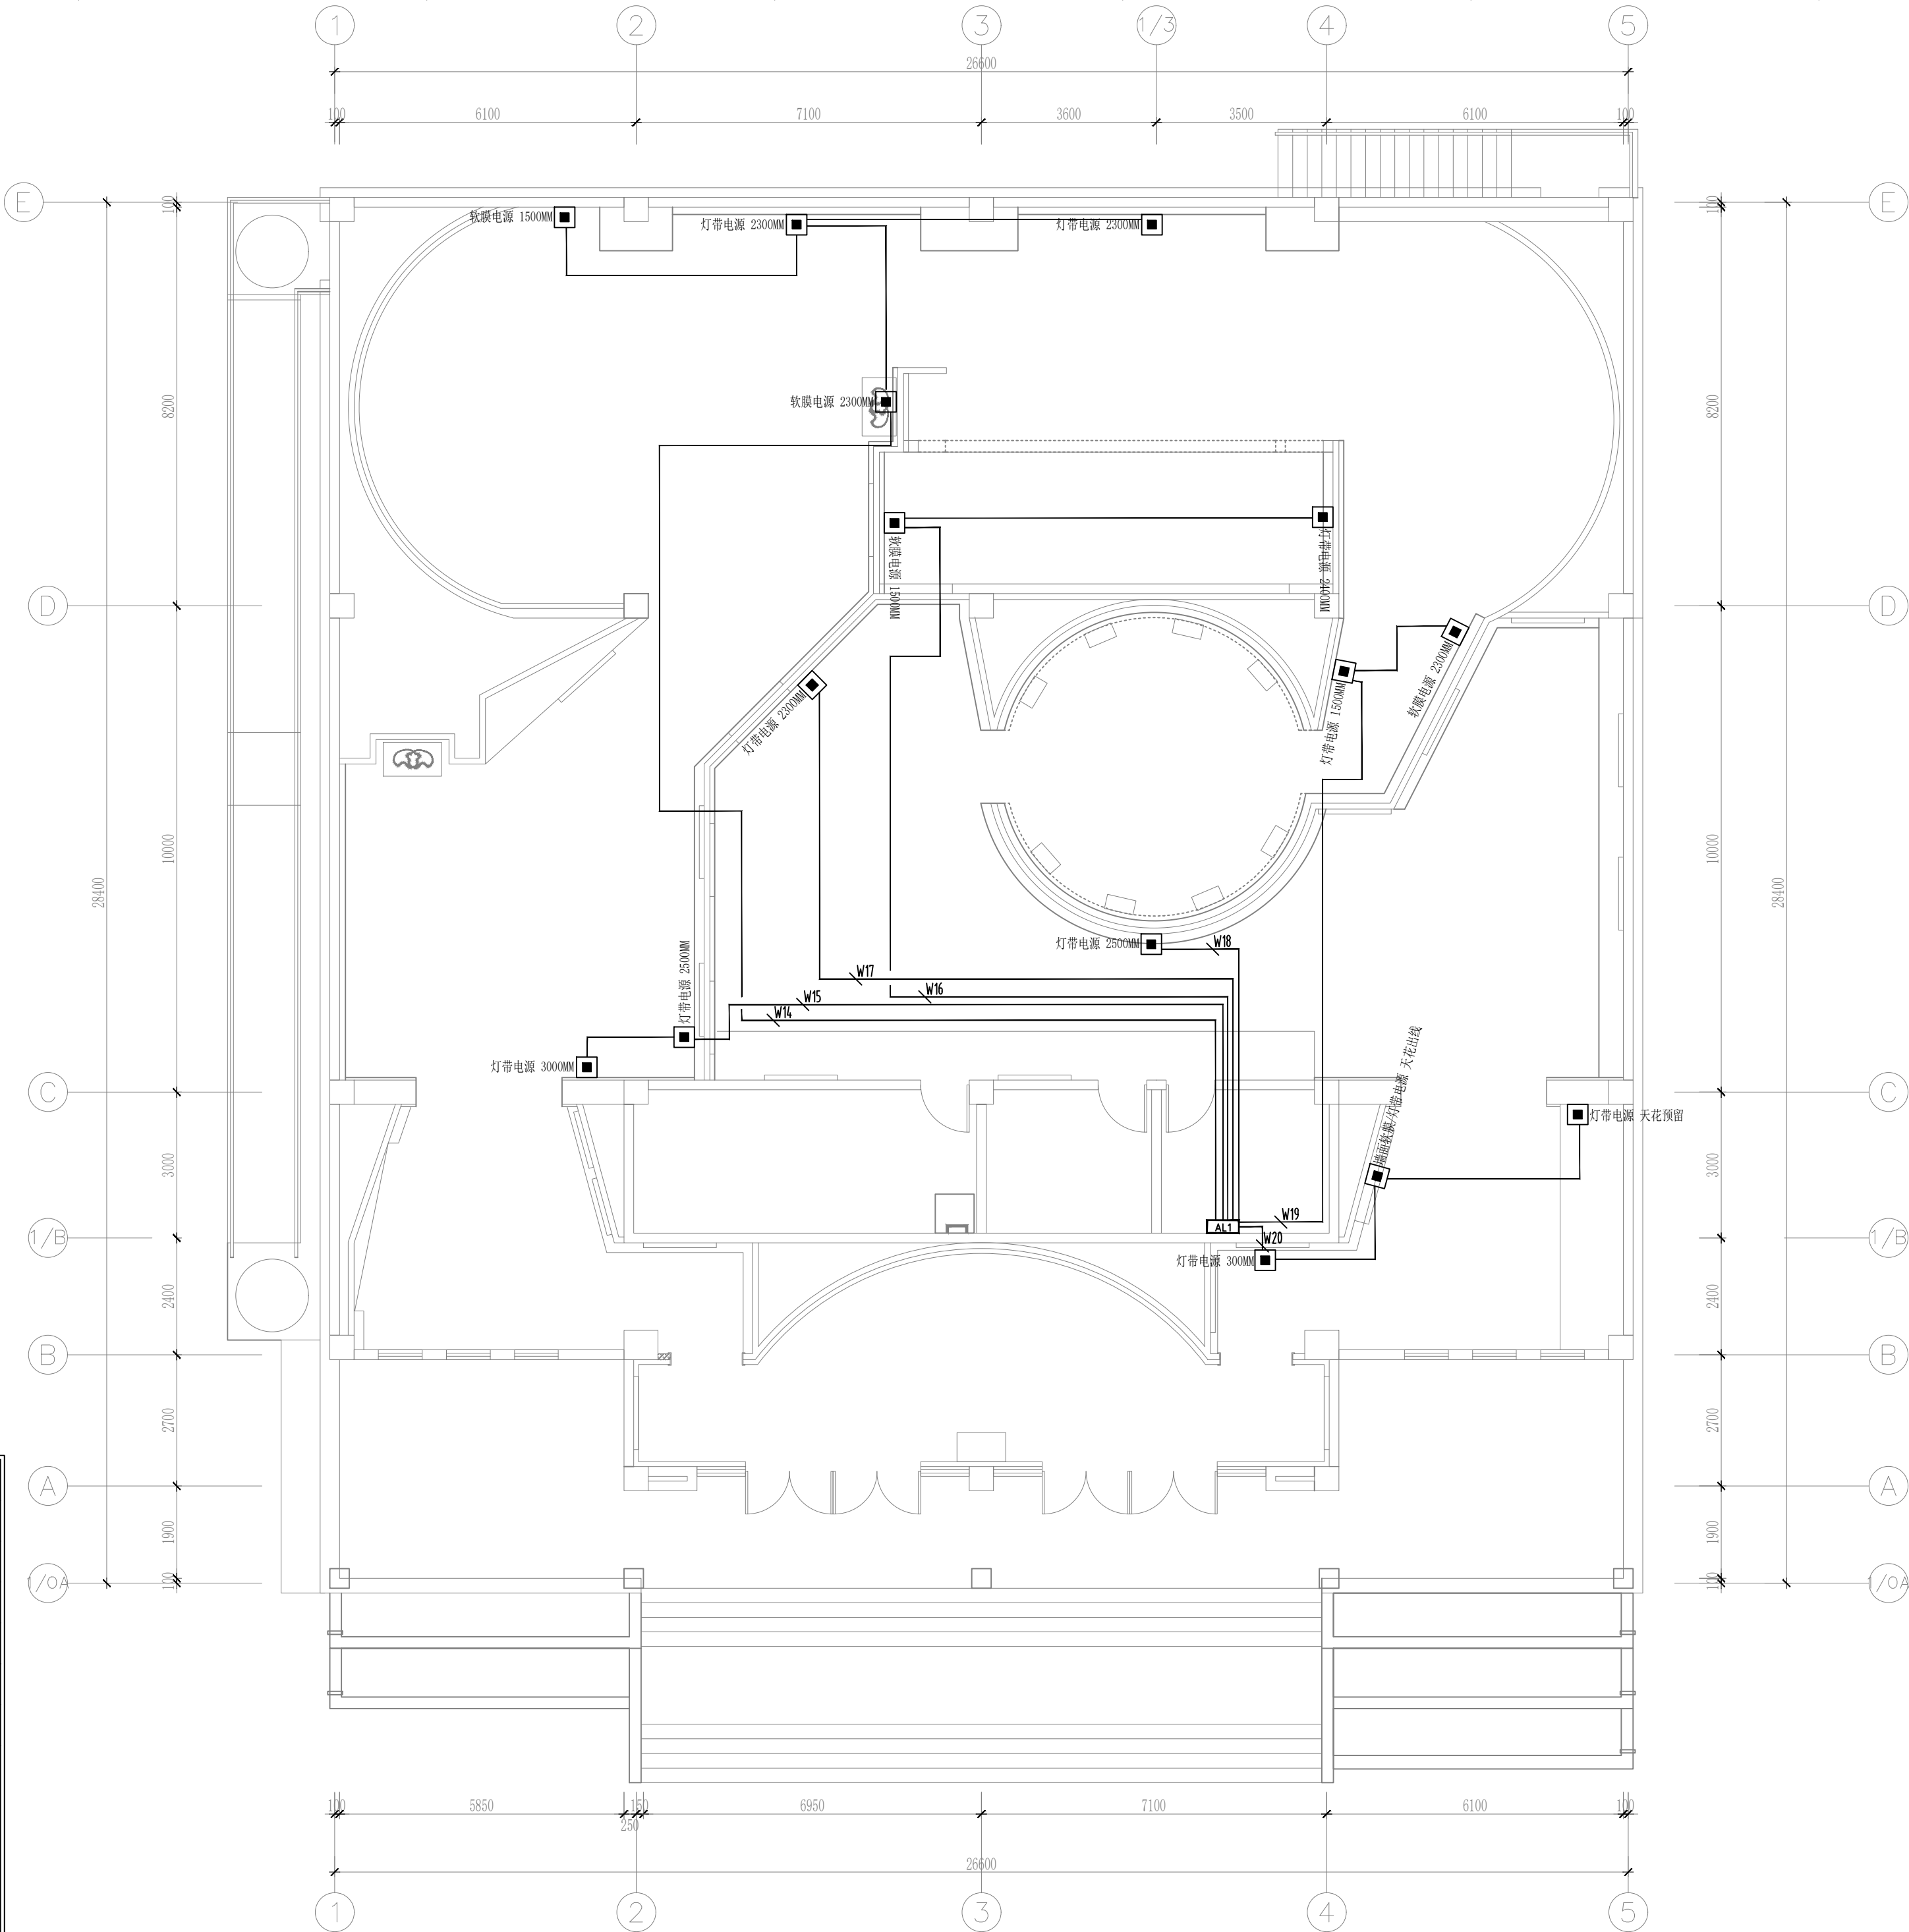 1 2 3 1/3 4 5
26600
100 6100 7100 3600 3500 6100 100
E E
100 100
软膜电源 1500MM
灯带电源 2300MM
灯带电源 2300MM
8200 8200
软膜电源 2300MM
软膜电源 1500MM
灯带电源 2400MM
D D
软膜电源 2300MM
灯带电源 1500MM
灯带电源 2300MM
10000 10000
28400 28400
灯带电源 2500MM
W18
灯带电源 2500MM
W17
W16
W15
W14
灯带电源 3000MM
墙面软膜/灯带电源 天花出线
C C
灯带电源 天花预留
3000 3000
AL1
W19
W20
1/B 1/B
灯带电源 300MM
2400 2400
B B
2700 2700
A A
1900 1900
100 100
1/0A 1/0A
100 5850 150 6950 7100 6100 100
250
26600
1 2 3 4 5